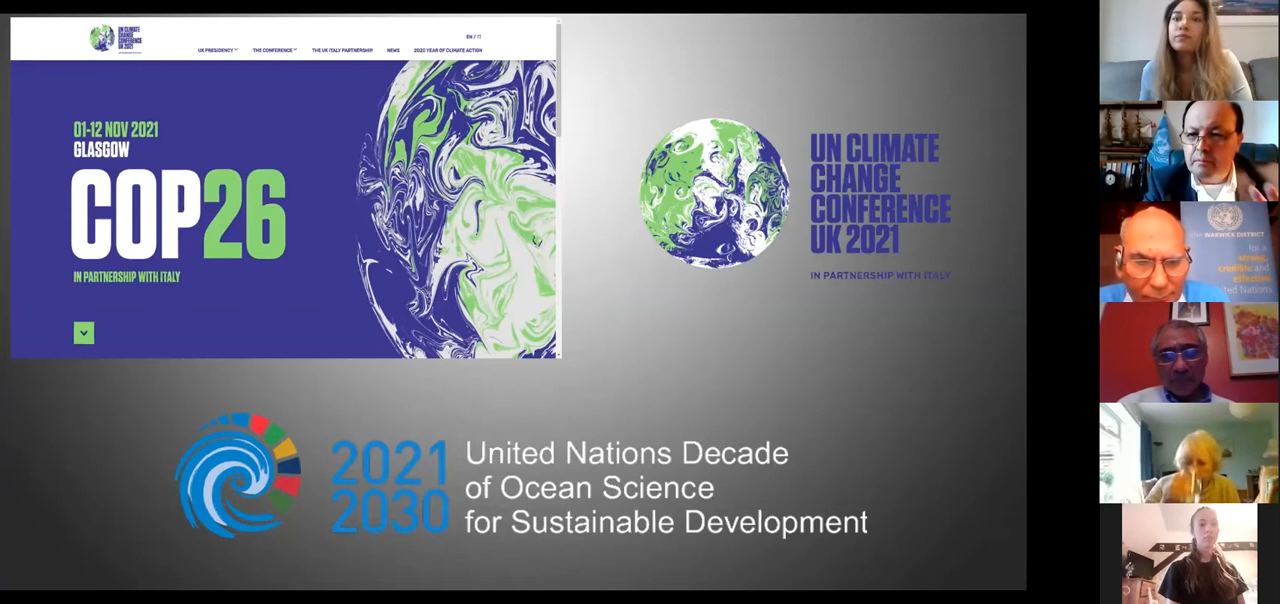 UN CLIMATE
CHANGE
CONFERENCE
UK 2021
EN / IT
UK PRESIDENCY
THE CONFERENCE
THE UK ITALY PARTNERSHIP
NEWS
2020 YEAR OF CLIMATE ACTION
01-12 NOV 2021
GLASGOW
COP26
IN PARTNERSHIP WITH ITALY
UN CLIMATE
CHANGE
CONFERENCE
UK 2021
IN PARTNERSHIP WITH ITALY
2021
2030
United Nations Decade
of Ocean Science
for Sustainable Development
WARWICK DISTRICT
for a
strong,
credible and
effective
United Nations